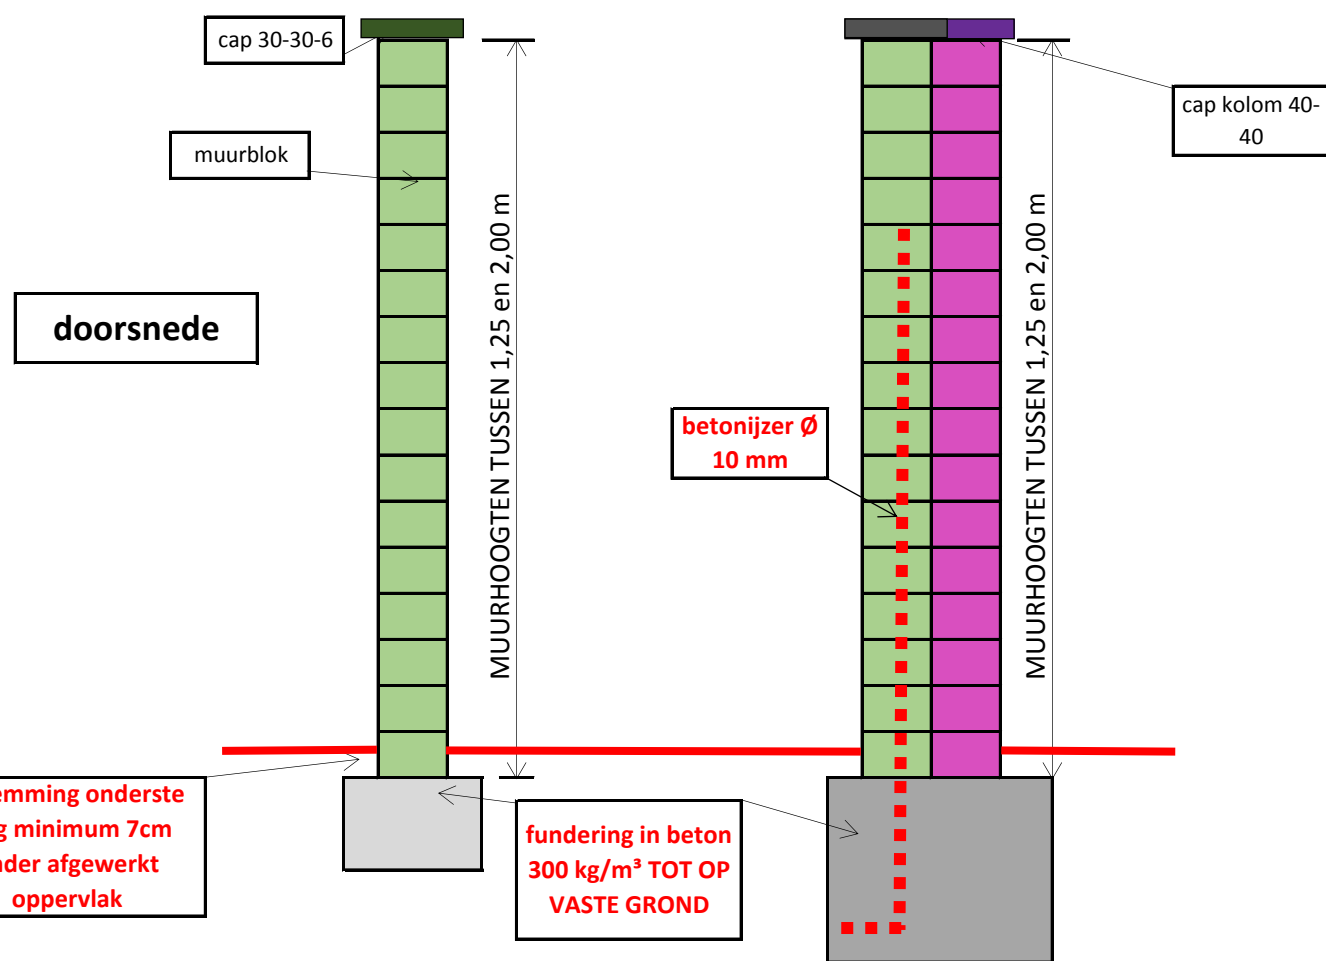 cap 30-30-6
cap kolom 40-
40
muurblok
MUURHOOGTEN TUSSEN 1,25 en 2,00 m
MUURHOOGTEN TUSSEN 1,25 en 2,00 m
doorsnede
betonijzer Ø
10 mm
onderste
minimum 7cm
afgewerkt
oppervlak
fundering in beton
300 kg/m³ TOT OP
VASTE GROND